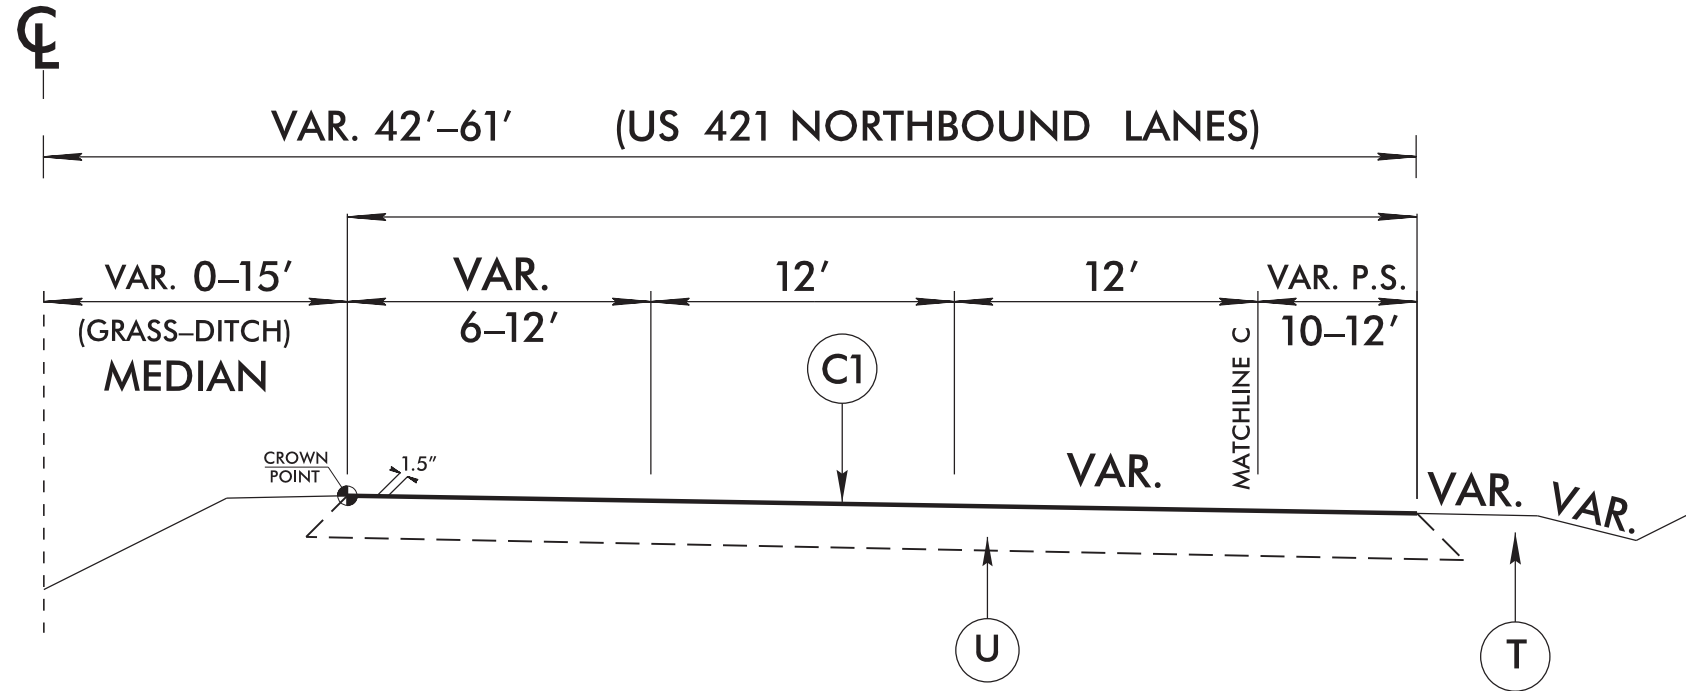 ℄
VAR. 42'–61' (US 421 NORTHBOUND LANES)
VAR. 0–15'
(GRASS–DITCH)
MEDIAN
VAR.
6–12'
12'
12'
VAR. P.S.
10–12'
MATCHLINE C
C1
CROWN
POINT
1.5"
VAR.
VAR.
VAR.
U
T